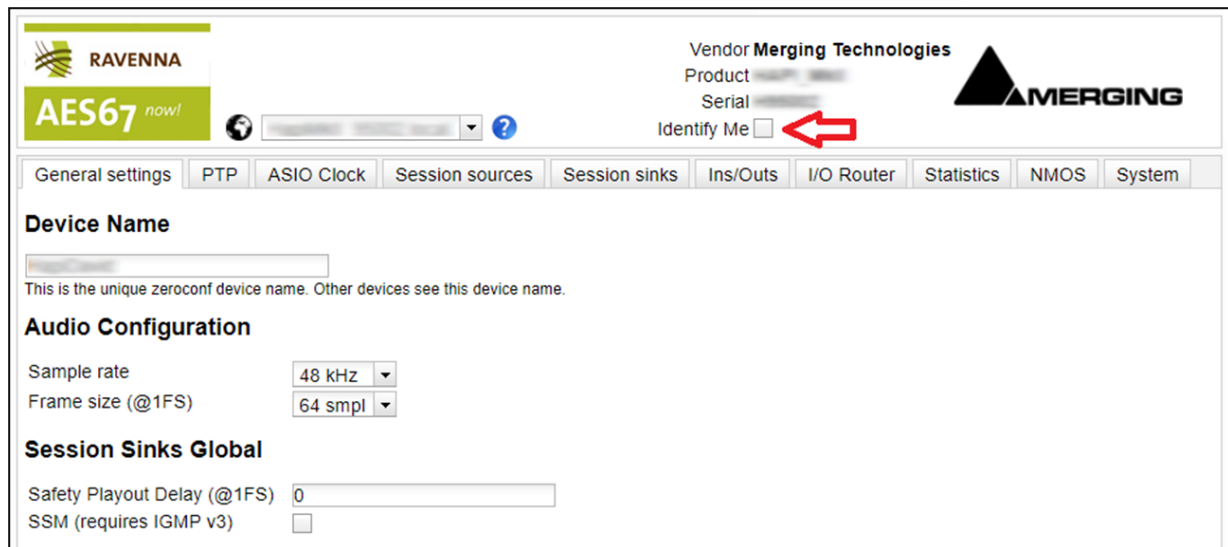 RAVENNA
AES67 now!
Vendor Merging Technologies
Product
Serial
Identify Me
MERGING
General settings PTP ASIO Clock Session sources Session sinks Ins/Outs I/O Router Statistics NMOS System
Device Name
This is the unique zeroconf device name. Other devices see this device name.
Audio Configuration
Sample rate 48 kHz
Frame size (@1FS) 64 smpl
Session Sinks Global
Safety Playout Delay (@1FS) 0
SSM (requires IGMP v3)